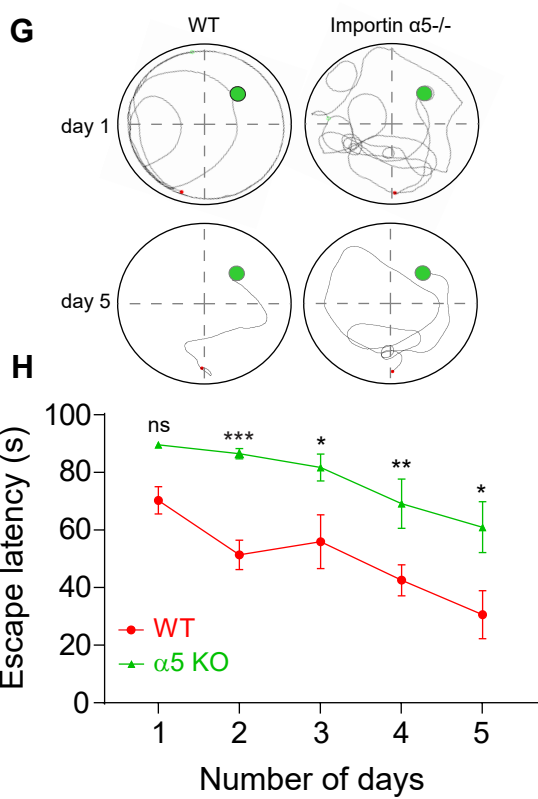 G
WT
Importin α5-/-
day 1
day 5
H
Escape latency (s)
100
80
60
40
20
0
ns
***
*
**
*
WT
α5 KO
1 2 3 4 5
Number of days